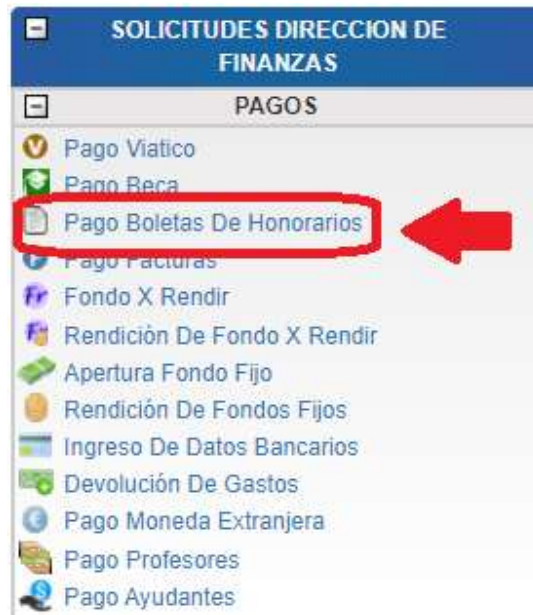 SOLICITUDES DIRECCION DE
FINANZAS
PAGOS
Pago Viatico
Pago Beca
Pago Boletas De Honorarios
Pago Facturas
Fondo X Rendir
Rendición De Fondo X Rendir
Apertura Fondo Fijo
Rendición De Fondos Fijos
Ingreso De Datos Bancarios
Devolución De Gastos
Pago Moneda Extranjera
Pago Profesores
Pago Ayudantes